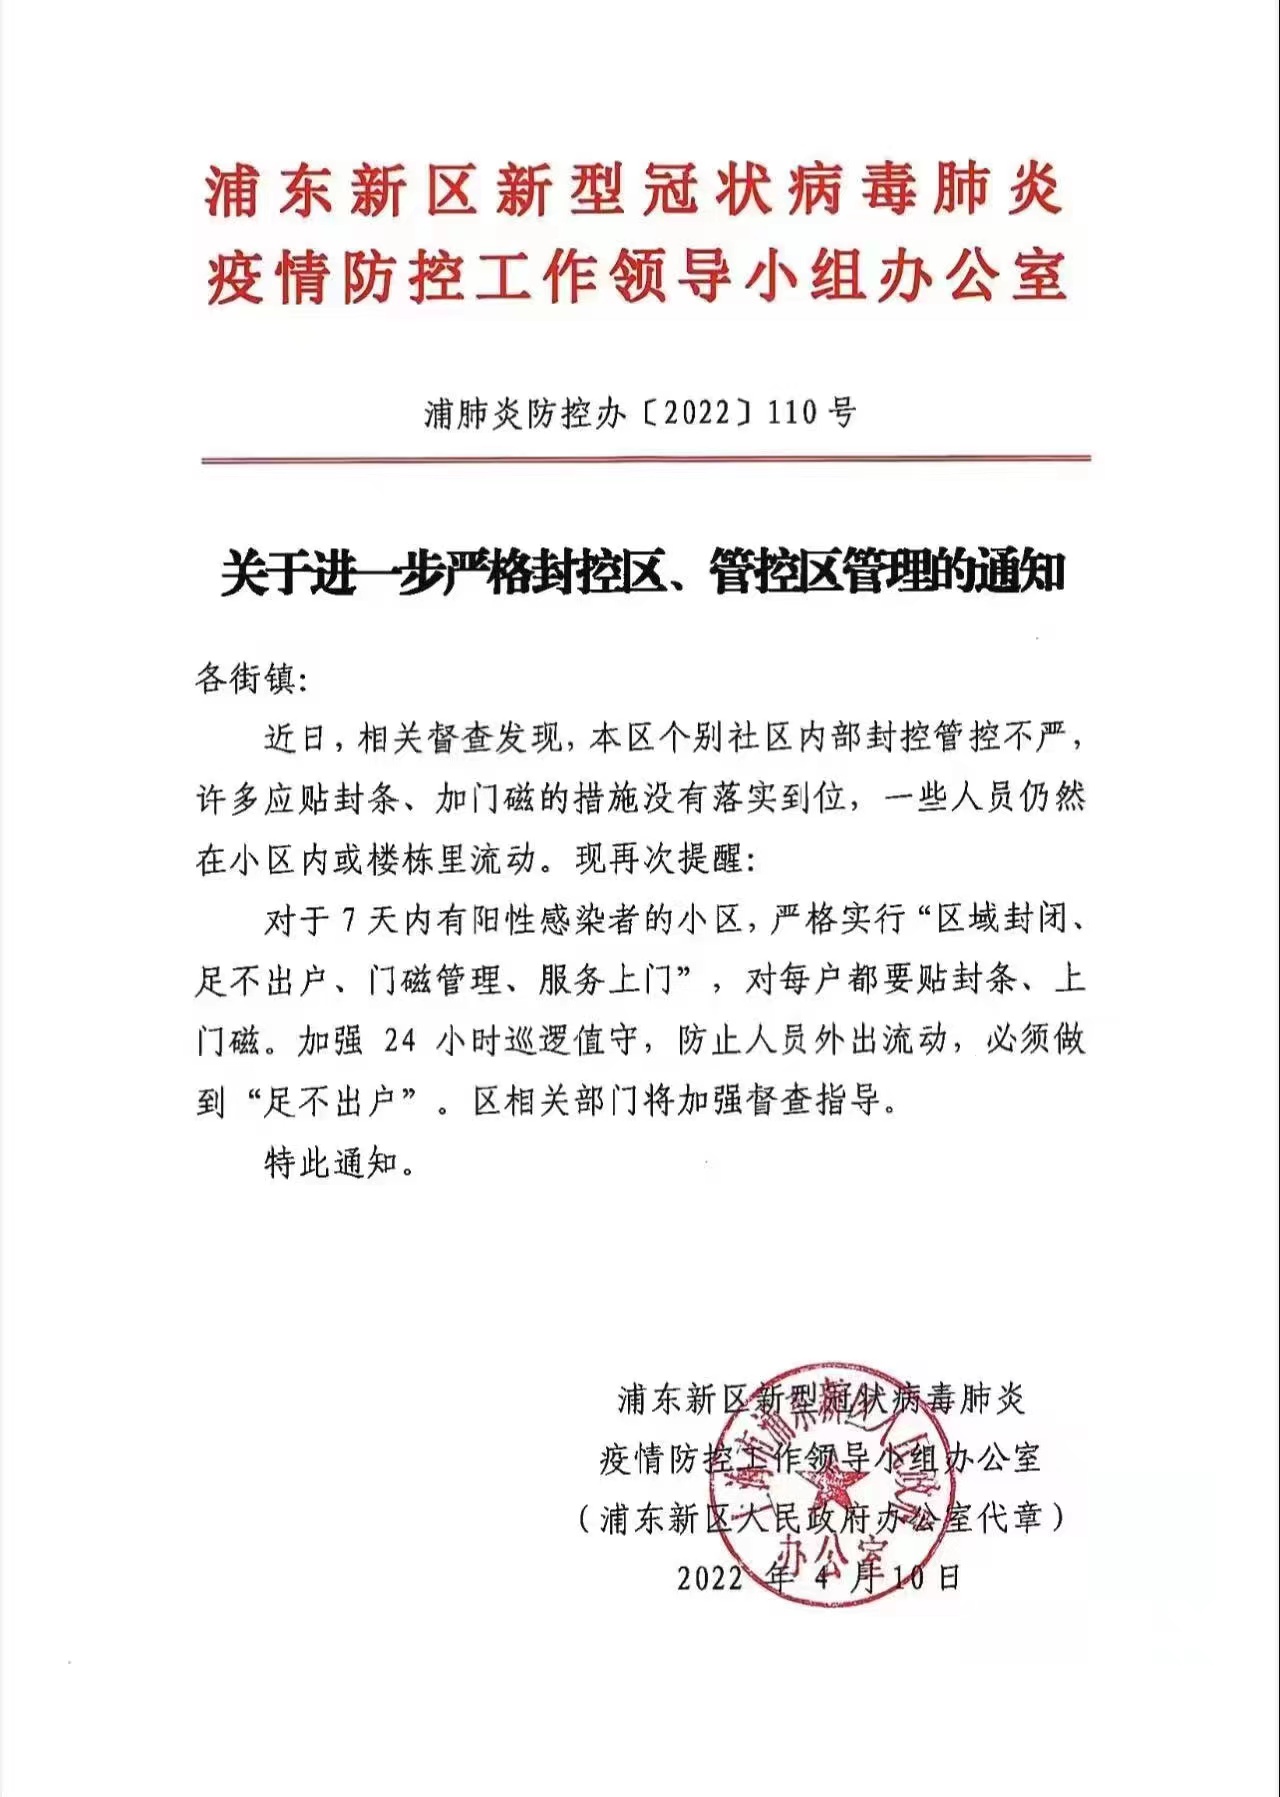 浦东新区新型冠状病毒肺炎
疫情防控工作领导小组办公室
浦肺炎防控办〔2022〕110号
关于进一步严格封控区、管控区管理的通知
各街镇：
近日，相关督查发现，本区个别社区内部封控管控不严，
许多应贴封条、加门磁的措施没有落实到位，一些人员仍然
在小区内或楼栋里流动。现再次提醒：
对于 7 天内有阳性感染者的小区，严格实行“区域封闭、
足不出户、门磁管理、服务上门”，对每户都要贴封条、上
门磁。加强 24 小时巡逻值守，防止人员外出流动，必须做
到“足不出户”。区相关部门将加强督查指导。
特此通知。
浦东新区新型冠状病毒肺炎
疫情防控工作领导小组办公室
（浦东新区人民政府办公室代章）
2022 年 4 月 10 日
上海市浦东新区人民政府
办公室